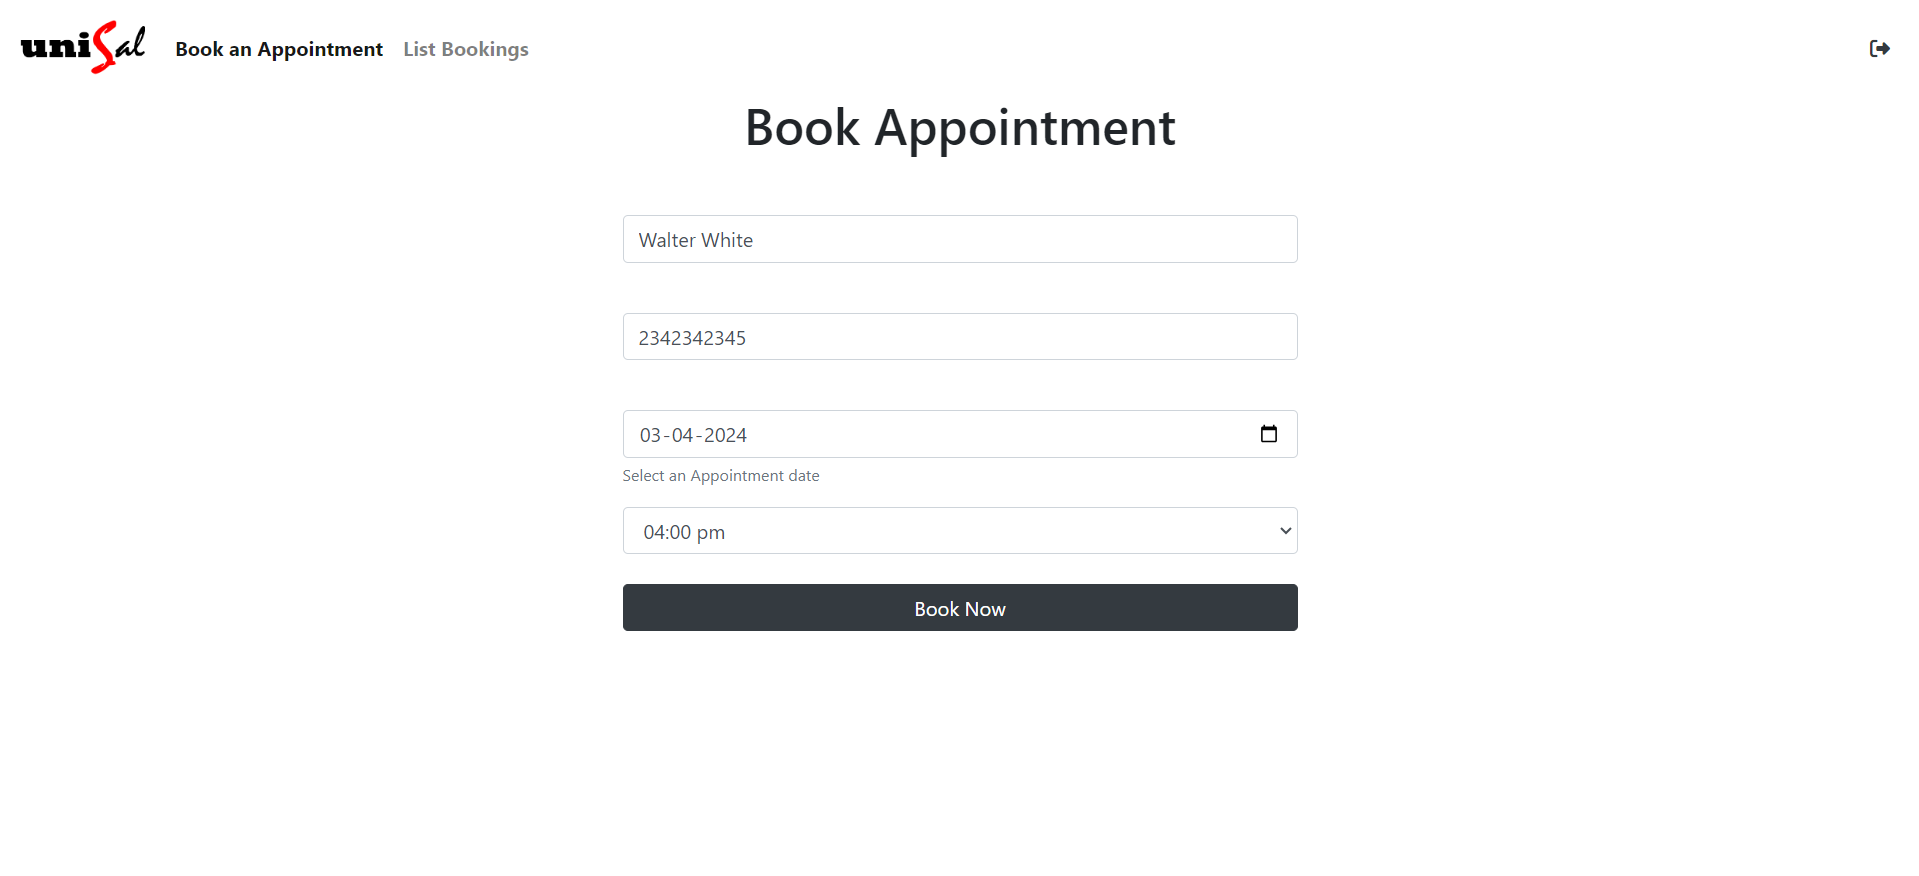 uniSal Book an Appointment List Bookings
Book Appointment
Walter White
2342342345
03-04-2024
Select an Appointment date
04:00 pm
Book Now